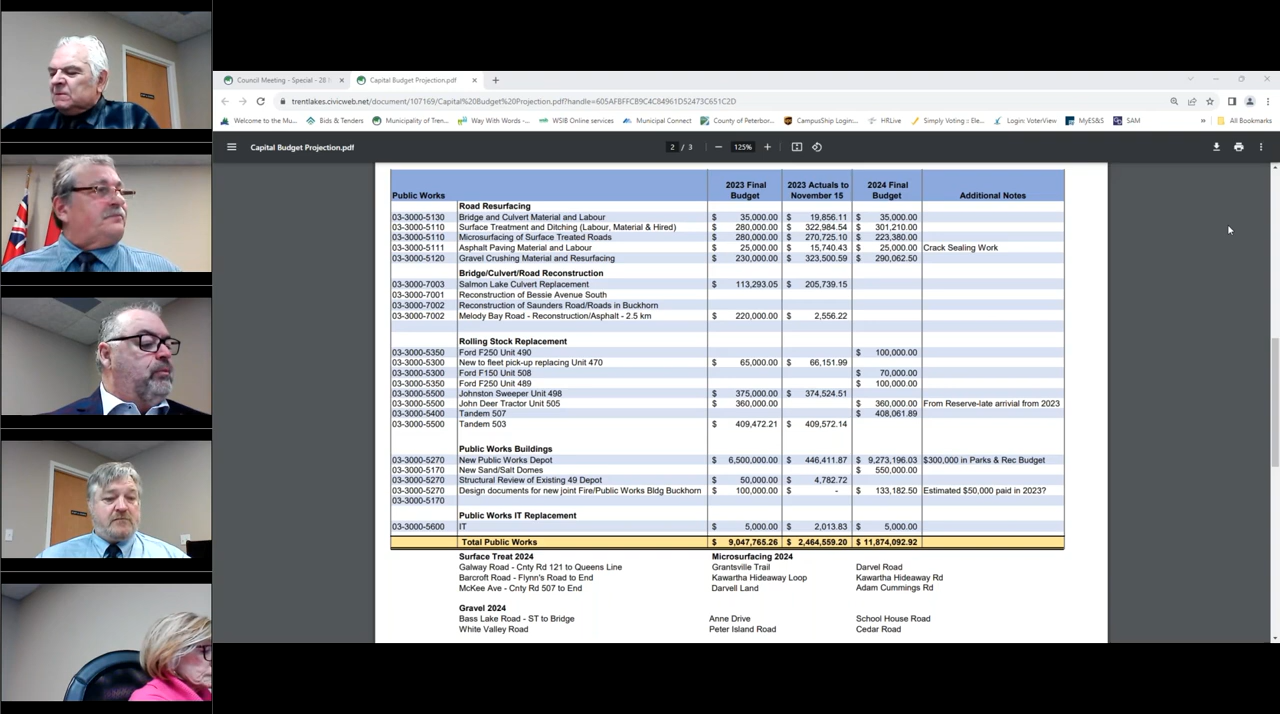 Council Meeting - Special - 28
Capital Budget Projection.pdf
trentlakes.civicweb.net/document/107169/Capital%20Budget%20Projection.pdf?handle=605AFBFFCB9C4C84961D52473C651C2D
Welcome to the Mu... Bids & Tenders Municipality of Tren... Way With Words -... WSIB Online services Municipal Connect County of Peterbor... CampusShip Login:... HRLive Simply Voting :: Ele... Login: VoterView MyES&S SAM » All Bookmarks
Capital Budget Projection.pdf 2 / 3 125%
Public Works 2023 Final Budget 2023 Actuals to November 15 2024 Final Budget Additional Notes
Road Resurfacing
03-3000-5130 Bridge and Culvert Material and Labour $ 35,000.00 $ 19,856.11 $ 35,000.00
03-3000-5110 Surface Treatment and Ditching (Labour, Material & Hired) $ 280,000.00 $ 322,984.54 $ 301,210.00
03-3000-5110 Microsurfacing of Surface Treated Roads $ 280,000.00 $ 270,725.10 $ 223,380.00
03-3000-5111 Asphalt Paving Material and Labour $ 25,000.00 $ 15,740.43 $ 25,000.00 Crack Sealing Work
03-3000-5120 Gravel Crushing Material and Resurfacing $ 230,000.00 $ 323,500.59 $ 290,062.50
Bridge/Culvert/Road Reconstruction
03-3000-7003 Salmon Lake Culvert Replacement $ 113,293.05 $ 205,739.15
03-3000-7001 Reconstruction of Bessie Avenue South
03-3000-7002 Reconstruction of Saunders Road/Roads in Buckhorn
03-3000-7002 Melody Bay Road - Reconstruction/Asphalt - 2.5 km $ 220,000.00 $ 2,556.22
Rolling Stock Replacement
03-3000-5350 Ford F250 Unit 490 $ 100,000.00
03-3000-5300 New to fleet pick-up replacing Unit 470 $ 65,000.00 $ 66,151.99
03-3000-5300 Ford F150 Unit 508 $ 70,000.00
03-3000-5350 Ford F250 Unit 489 $ 100,000.00
03-3000-5500 Johnston Sweeper Unit 498 $ 375,000.00 $ 374,524.51
03-3000-5500 John Deer Tractor Unit 505 $ 360,000.00 $ 360,000.00 From Reserve-late arrivial from 2023
03-3000-5400 Tandem 507 $ 408,061.89
03-3000-5500 Tandem 503 $ 409,472.21 $ 409,572.14
Public Works Buildings
03-3000-5270 New Public Works Depot $ 6,500,000.00 $ 446,411.87 $ 9,273,196.03 $300,000 in Parks & Rec Budget
03-3000-5170 New Sand/Salt Domes $ 550,000.00
03-3000-5270 Structural Review of Existing 49 Depot $ 50,000.00 $ 4,782.72
03-3000-5270 Design documents for new joint Fire/Public Works Bldg Buckhorn $ 100,000.00 $ - $ 133,182.50 Estimated $50,000 paid in 2023?
03-3000-5170
Public Works IT Replacement
03-3000-5600 IT $ 5,000.00 $ 2,013.83 $ 5,000.00
Total Public Works $ 9,047,765.26 $ 2,464,559.20 $ 11,874,092.92
Surface Treat 2024 Microsurfacing 2024
Galway Road - Cnty Rd 121 to Queens Line Grantsville Trail Darvel Road
Barcroft Road - Flynn's Road to End Kawartha Hideaway Loop Kawartha Hideaway Rd
McKee Ave - Cnty Rd 507 to End Darvell Land Adam Cummings Rd
Gravel 2024
Bass Lake Road - ST to Bridge Anne Drive School House Road
White Valley Road Peter Island Road Cedar Road